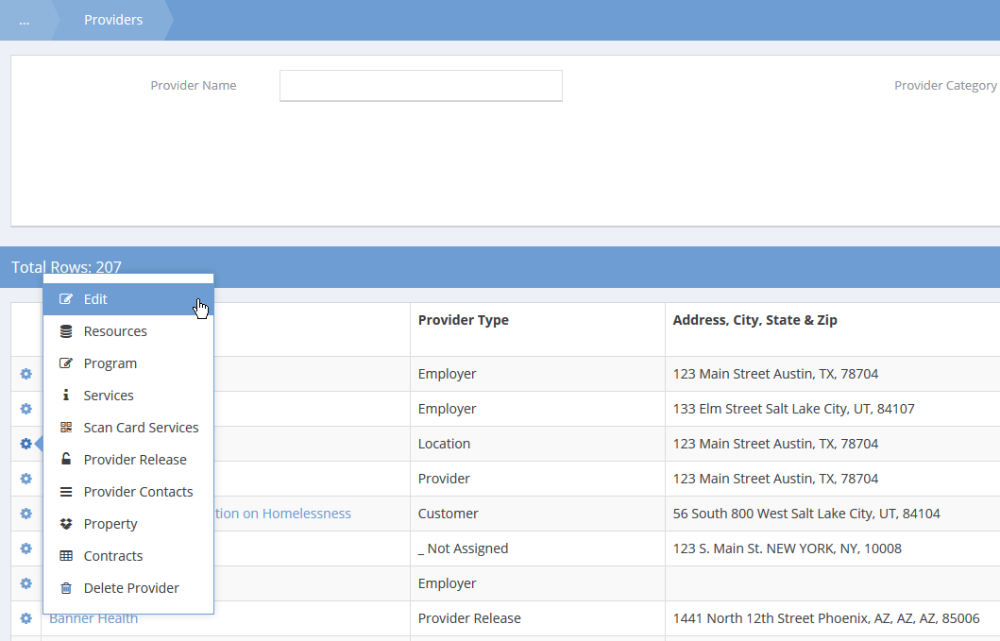 ... Providers
Provider Name Provider Category
Total Rows: 207
Edit
Resources
Program
Services
Scan Card Services
Provider Release
Provider Contacts
Property
Contracts
Delete Provider
Provider Type Address, City, State & Zip
Employer 123 Main Street Austin, TX, 78704
Employer 133 Elm Street Salt Lake City, UT, 84107
Location 123 Main Street Austin, TX, 78704
Provider 123 Main Street Austin, TX, 78704
tion on Homelessness Customer 56 South 800 West Salt Lake City, UT, 84104
_ Not Assigned 123 S. Main St. NEW YORK, NY, 10008
Employer
Banner Health Provider Release 1441 North 12th Street Phoenix, AZ, AZ, AZ, 85006